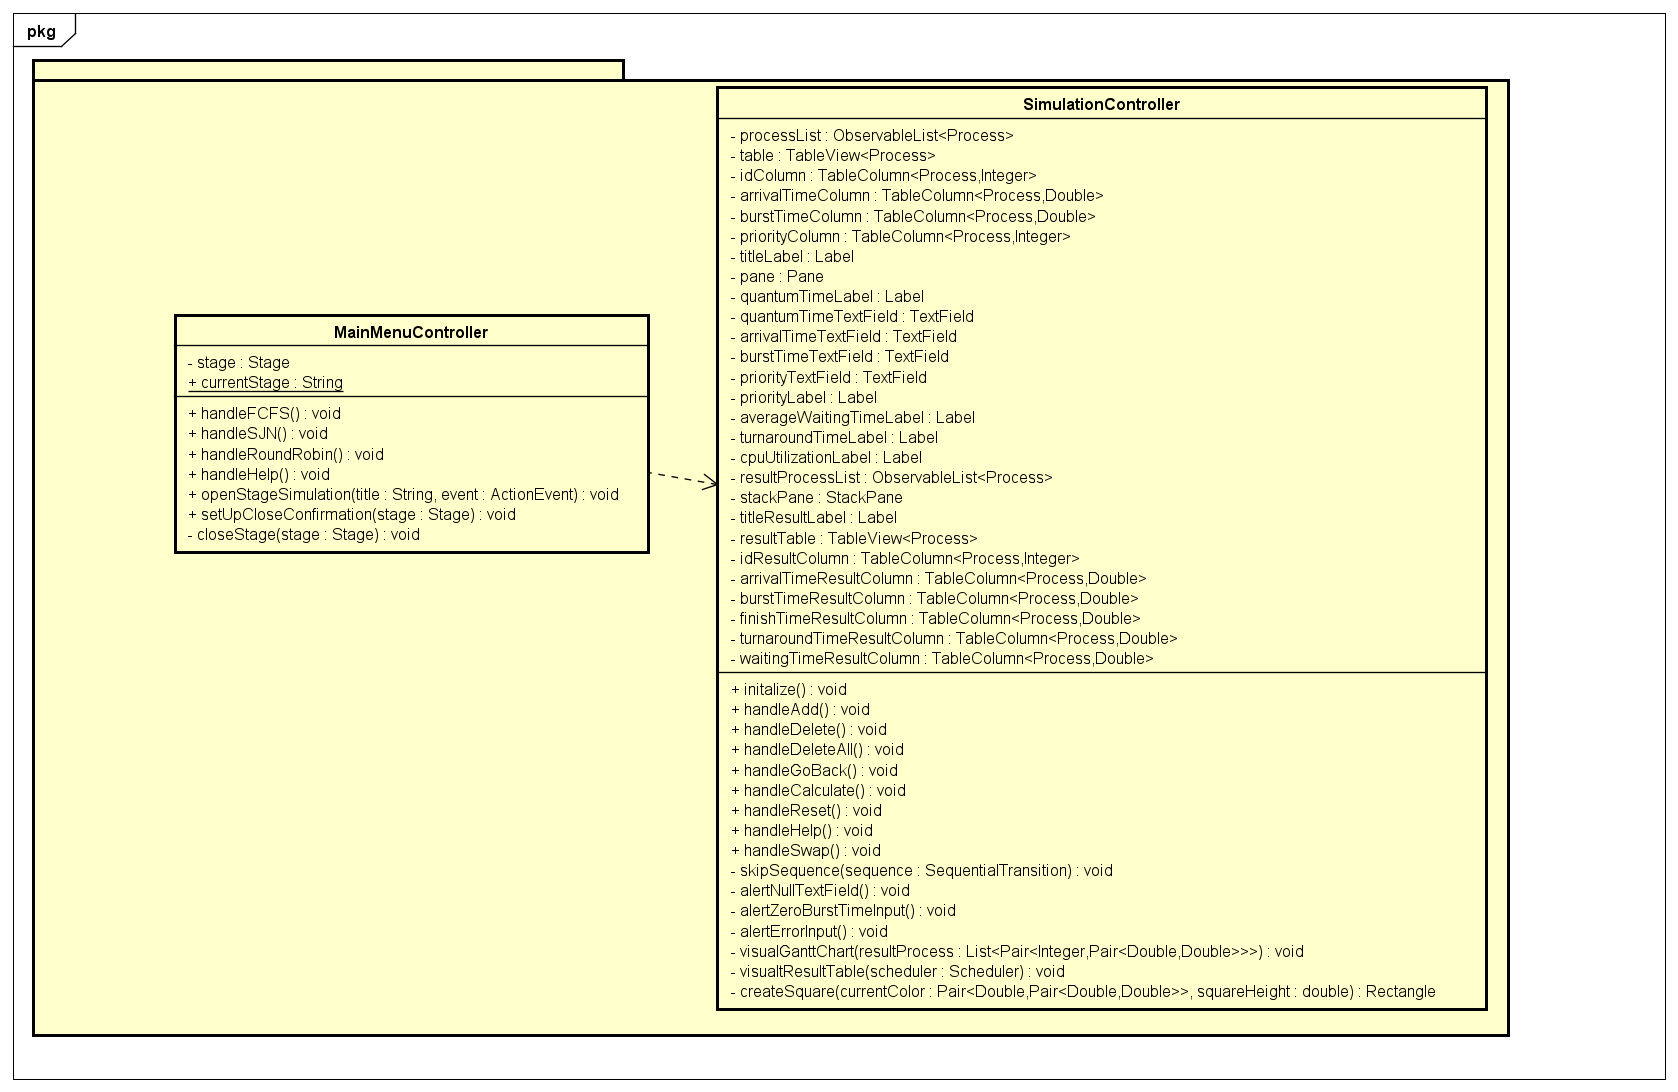 pkg
MainMenuController
- stage : Stage
+ currentStage : String
+ handleFCFS() : void
+ handleSJN() : void
+ handleRoundRobin() : void
+ handleHelp() : void
+ openStageSimulation(title : String, event : ActionEvent) : void
+ setUpCloseConfirmation(stage : Stage) : void
- closeStage(stage : Stage) : void
SimulationController
- processList : ObservableList<Process>
- table : TableView<Process>
- idColumn : TableColumn<Process,Integer>
- arrivalTimeColumn : TableColumn<Process,Double>
- burstTimeColumn : TableColumn<Process,Double>
- priorityColumn : TableColumn<Process,Integer>
- titleLabel : Label
- pane : Pane
- quantumTimeLabel : Label
- quantumTimeTextField : TextField
- arrivalTimeTextField : TextField
- burstTimeTextField : TextField
- priorityTextField : TextField
- priorityLabel : Label
- averageWaitingTimeLabel : Label
- turnaroundTimeLabel : Label
- cpuUtilizationLabel : Label
- resultProcessList : ObservableList<Process>
- stackPane : StackPane
- titleResultLabel : Label
- resultTable : TableView<Process>
- idResultColumn : TableColumn<Process,Integer>
- arrivalTimeResultColumn : TableColumn<Process,Double>
- burstTimeResultColumn : TableColumn<Process,Double>
- finishTimeResultColumn : TableColumn<Process,Double>
- turnaroundTimeResultColumn : TableColumn<Process,Double>
- waitingTimeResultColumn : TableColumn<Process,Double>
+ initalize() : void
+ handleAdd() : void
+ handleDelete() : void
+ handleDeleteAll() : void
+ handleGoBack() : void
+ handleCalculate() : void
+ handleReset() : void
+ handleHelp() : void
+ handleSwap() : void
- skipSequence(sequence : SequentialTransition) : void
- alertNullTextField() : void
- alertZeroBurstTimeInput() : void
- alertErrorInput() : void
- visualGanttChart(resultProcess : List<Pair<Integer,Pair<Double,Double>>>) : void
- visualtResultTable(scheduler : Scheduler) : void
- createSquare(currentColor : Pair<Double,Pair<Double,Double>>, squareHeight : double) : Rectangle